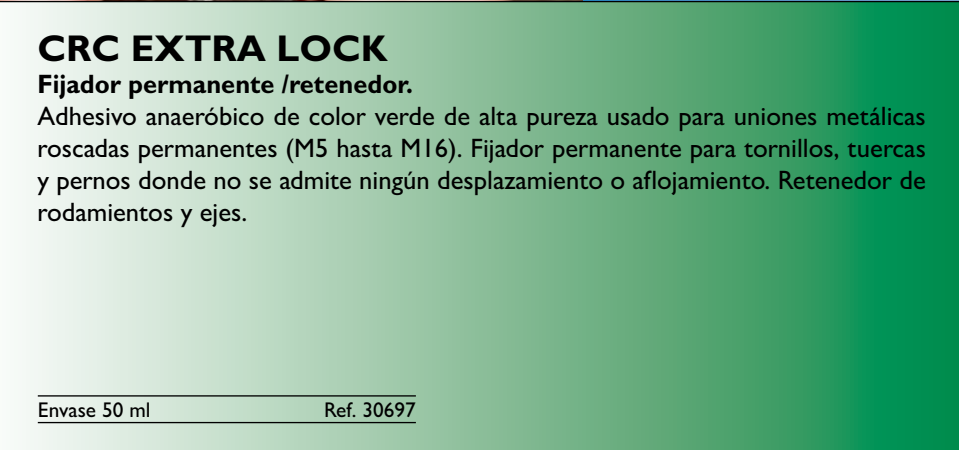 CRC EXTRA LOCK
Fijador permanente /retenedor.
Adhesivo anaeróbico de color verde de alta pureza usado para uniones metálicas
roscadas permanentes (M5 hasta M16). Fijador permanente para tornillos, tuercas
y pernos donde no se admite ningún desplazamiento o aflojamiento. Retenedor de
rodamientos y ejes.
Envase 50 ml Ref. 30697